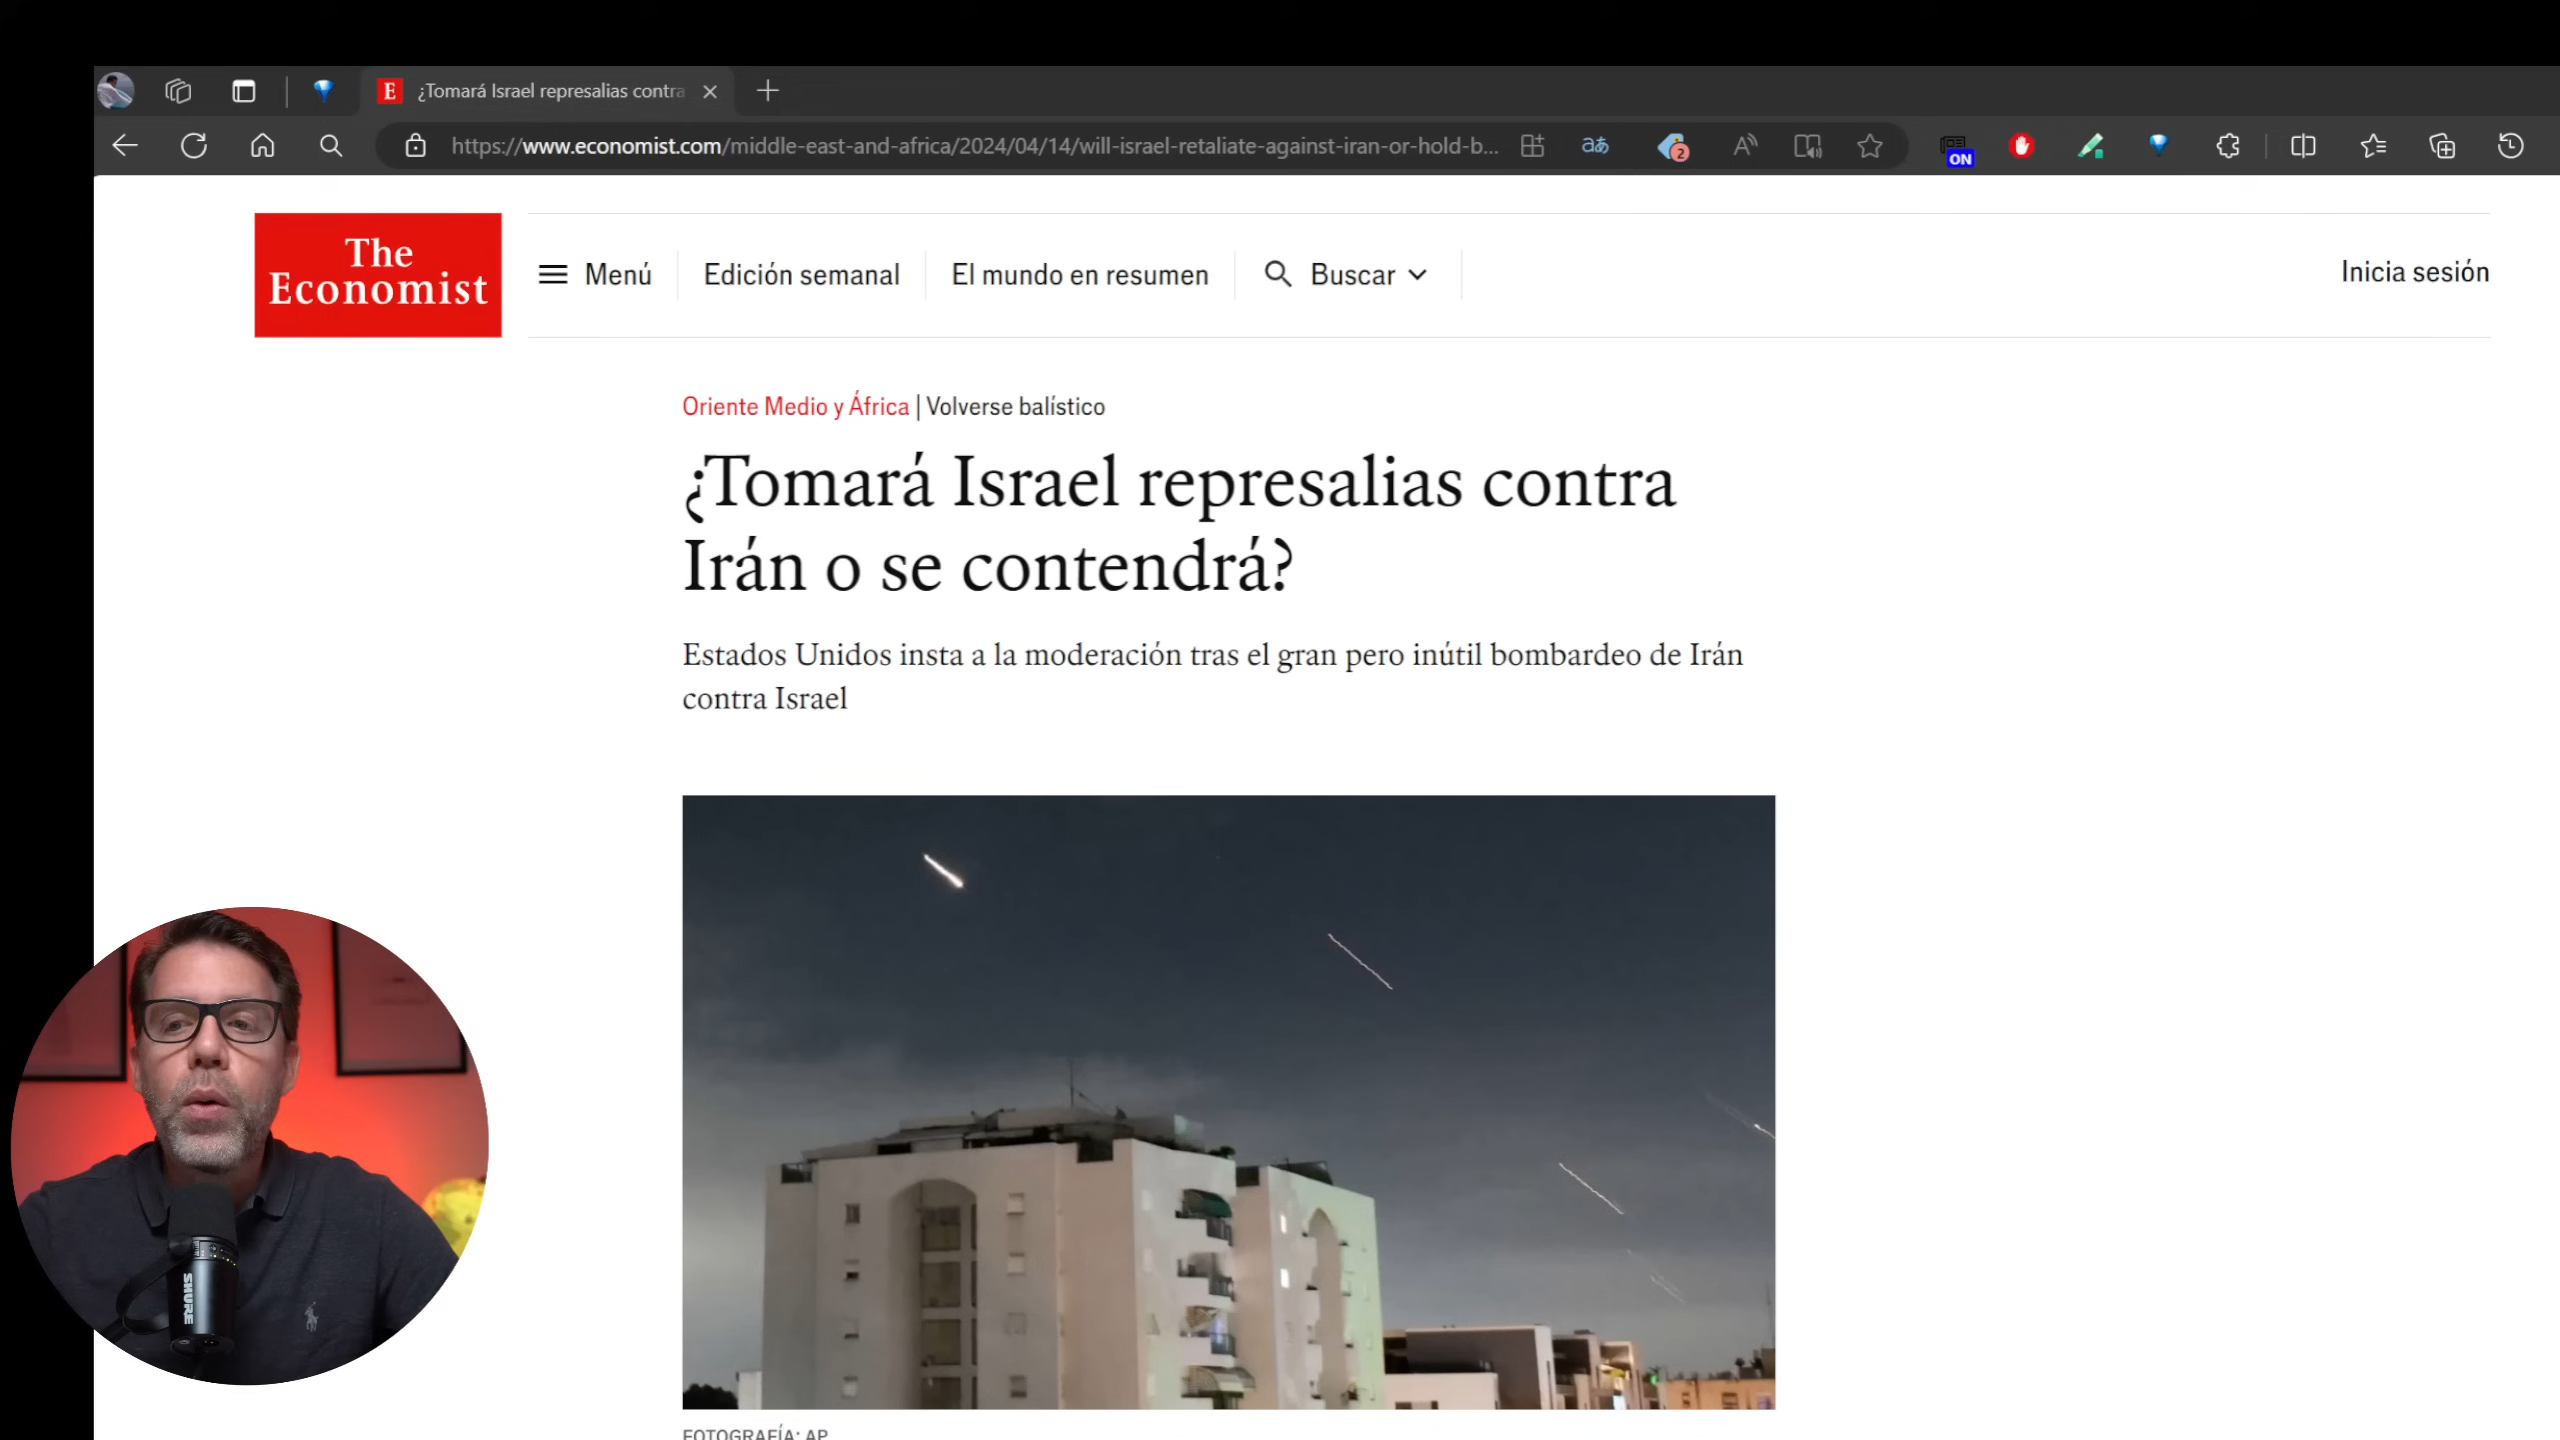 E ¿Tomará Israel represalias contra
https://www.economist.com/middle-east-and-africa/2024/04/14/will-israel-retaliate-against-iran-or-hold-b...
aあ
2
A
ON
The
Economist
Menú
Edición semanal
El mundo en resumen
Buscar
Inicia sesión
Oriente Medio y África | Volverse balístico
¿Tomará Israel represalias contra
Irán o se contendrá?
Estados Unidos insta a la moderación tras el gran pero inútil bombardeo de Irán
contra Israel
SHURE
FOTOGRAFÍA: AP